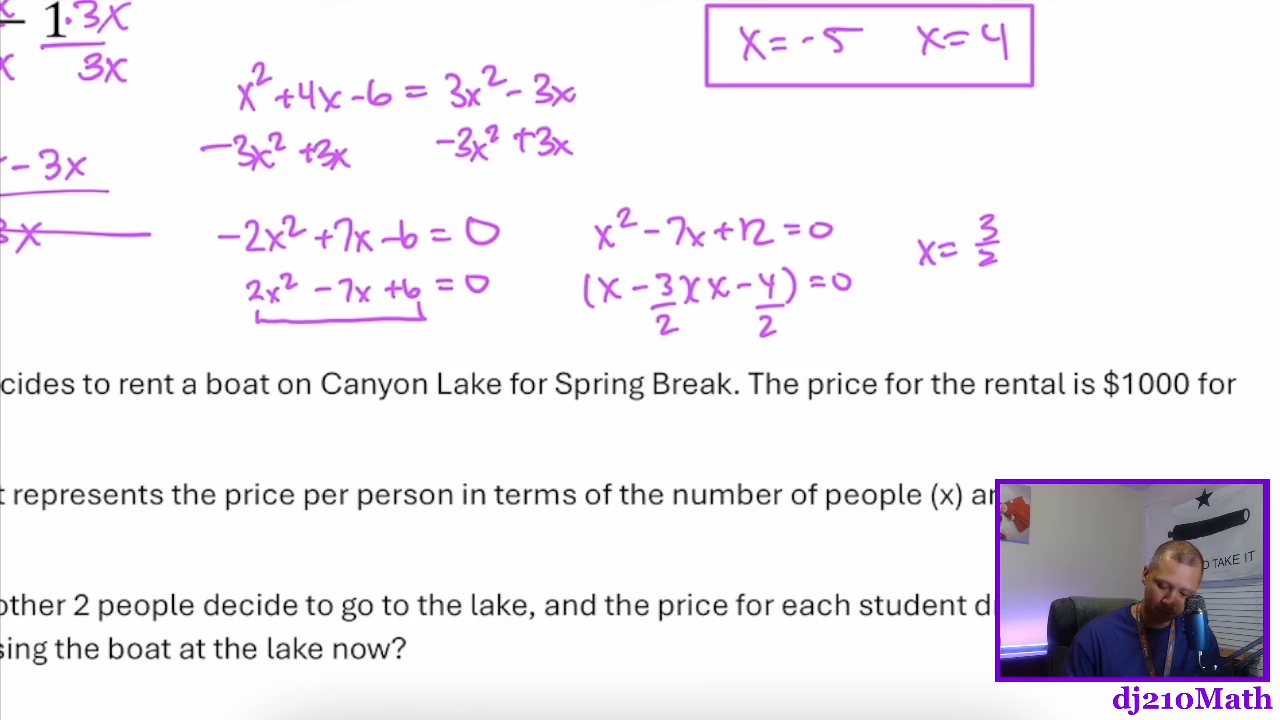 - 1·3x
x 3x
x=-5 x=4
x²+4x-6 = 3x²-3x
-3x²+3x -3x²+3x
-3x
3x
-2x²+7x-6=0 x²-7x+12=0 x= 3/2
2x²-7x+6=0 (x-3/2)(x-4/2)=0
cides to rent a boat on Canyon Lake for Spring Break. The price for the rental is $1000 for
t represents the price per person in terms of the number of people (x) ar
other 2 people decide to go to the lake, and the price for each student d
sing the boat at the lake now?
D TAKE IT
dj210Math